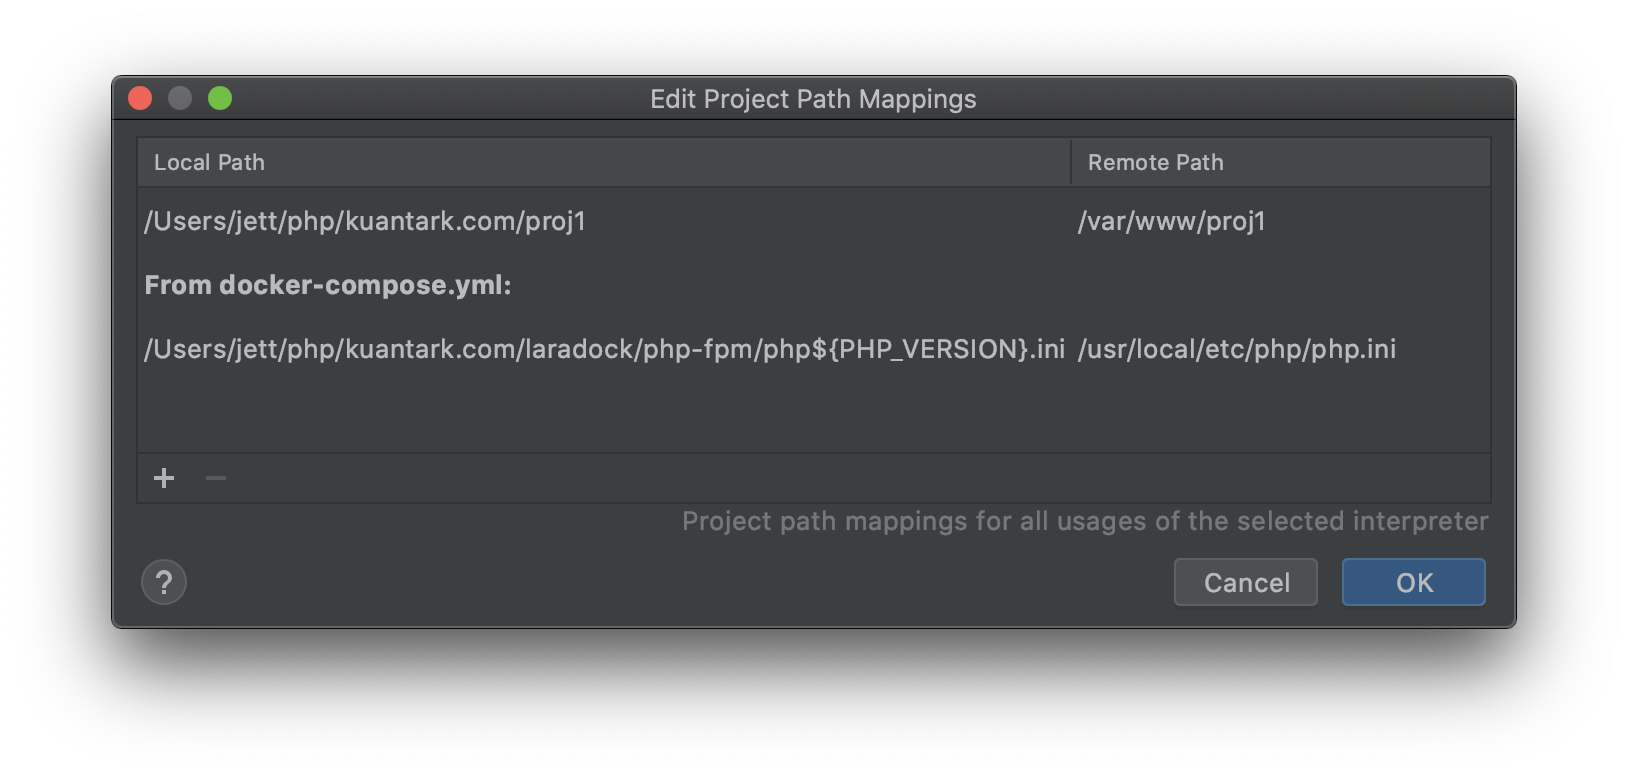 Edit Project Path Mappings
Local Path Remote Path
/Users/jett/php/kuantark.com/proj1 /var/www/proj1
From docker-compose.yml:
/Users/jett/php/kuantark.com/laradock/php-fpm/php${PHP_VERSION}.ini /usr/local/etc/php/php.ini
+ −
Project path mappings for all usages of the selected interpreter
? Cancel OK